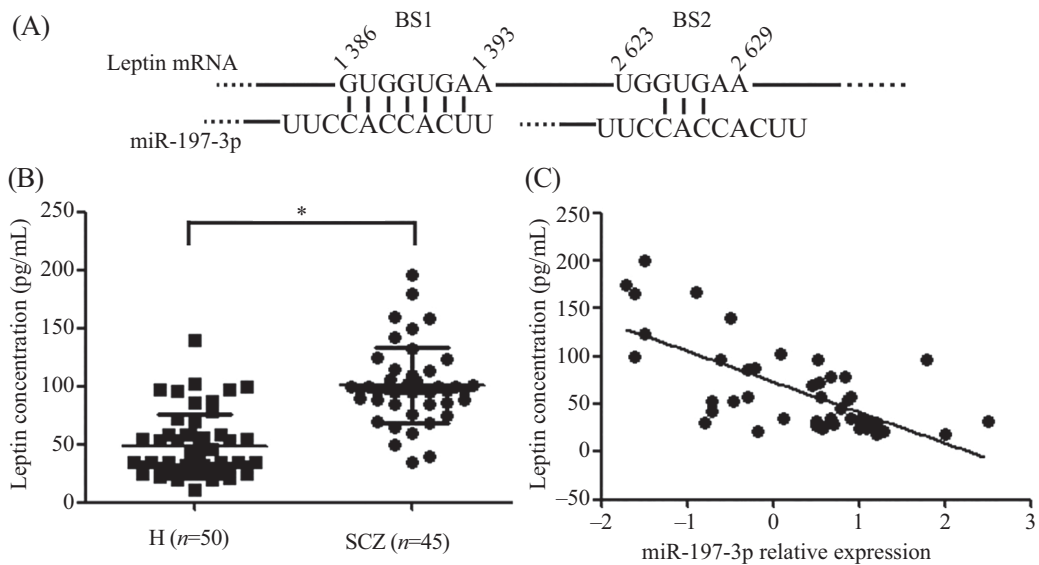 (A)
BS1
BS2
1 386
1 393
2 623
2 629
Leptin mRNA
GUGGUGAA
UGGUGAA
UUCCACCACUU
UUCCACCACUU
miR-197-3p
(B)
Leptin concentration (pg/mL)
250
200
150
100
50
0
*
H (n=50)
SCZ (n=45)
(C)
Leptin concentration (pg/mL)
250
200
150
100
50
0
−50
−2
−1
0
1
2
3
miR-197-3p relative expression